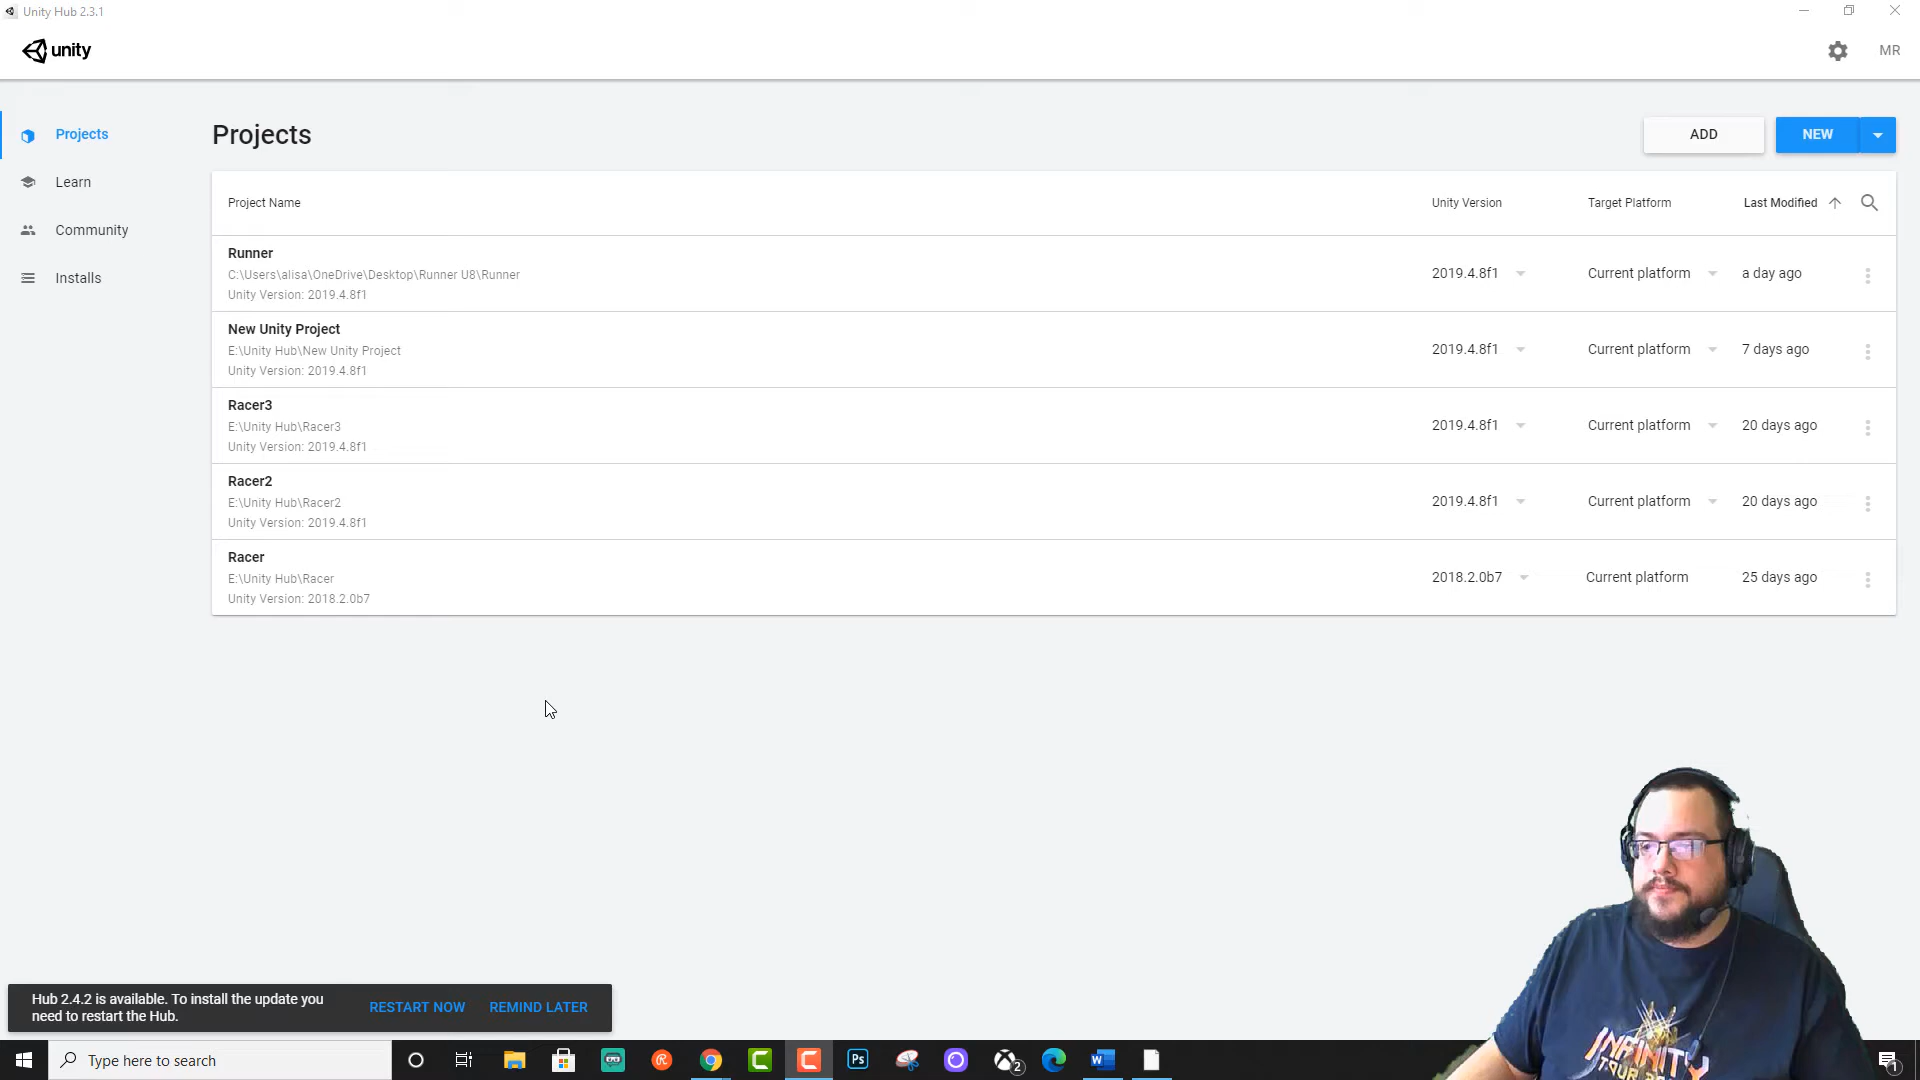 Unity Hub 2.3.1
unity
MR
Projects
Learn
Community
Installs
Projects
ADD
NEW
Project Name
Unity Version
Target Platform
Last Modified
Runner
C:\Users\alisa\OneDrive\Desktop\Runner U8\Runner
Unity Version: 2019.4.8f1
2019.4.8f1
Current platform
a day ago
New Unity Project
E:\Unity Hub\New Unity Project
Unity Version: 2019.4.8f1
2019.4.8f1
Current platform
7 days ago
Racer3
E:\Unity Hub\Racer3
Unity Version: 2019.4.8f1
2019.4.8f1
Current platform
20 days ago
Racer2
E:\Unity Hub\Racer2
Unity Version: 2019.4.8f1
2019.4.8f1
Current platform
20 days ago
Racer
E:\Unity Hub\Racer
Unity Version: 2018.2.0b7
2018.2.0b7
Current platform
25 days ago
Hub 2.4.2 is available. To install the update you
need to restart the Hub.
RESTART NOW
REMIND LATER
INFINITY
Type here to search
Ps
2
W
1